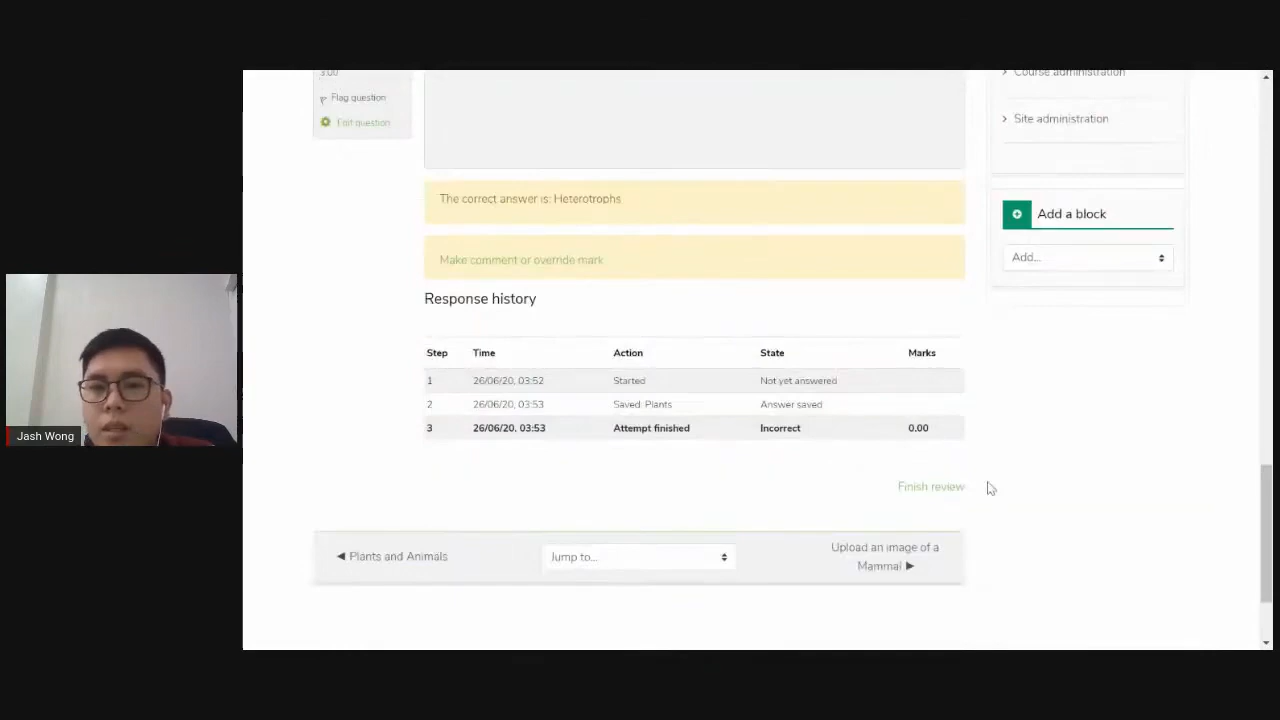 3.00
Flag question
Edit question
The correct answer is: Heterotrophs
Make comment or override mark
Response history
Step Time Action State Marks
1 26/06/20, 03:52 Started Not yet answered
2 26/06/20, 03:53 Saved: Plants Answer saved
3 26/06/20, 03:53 Attempt finished Incorrect 0.00
Finish review
◀ Plants and Animals
Jump to...
Upload an image of a
Mammal ▶
Course administration
Site administration
Add a block
Add...
Jash Wong